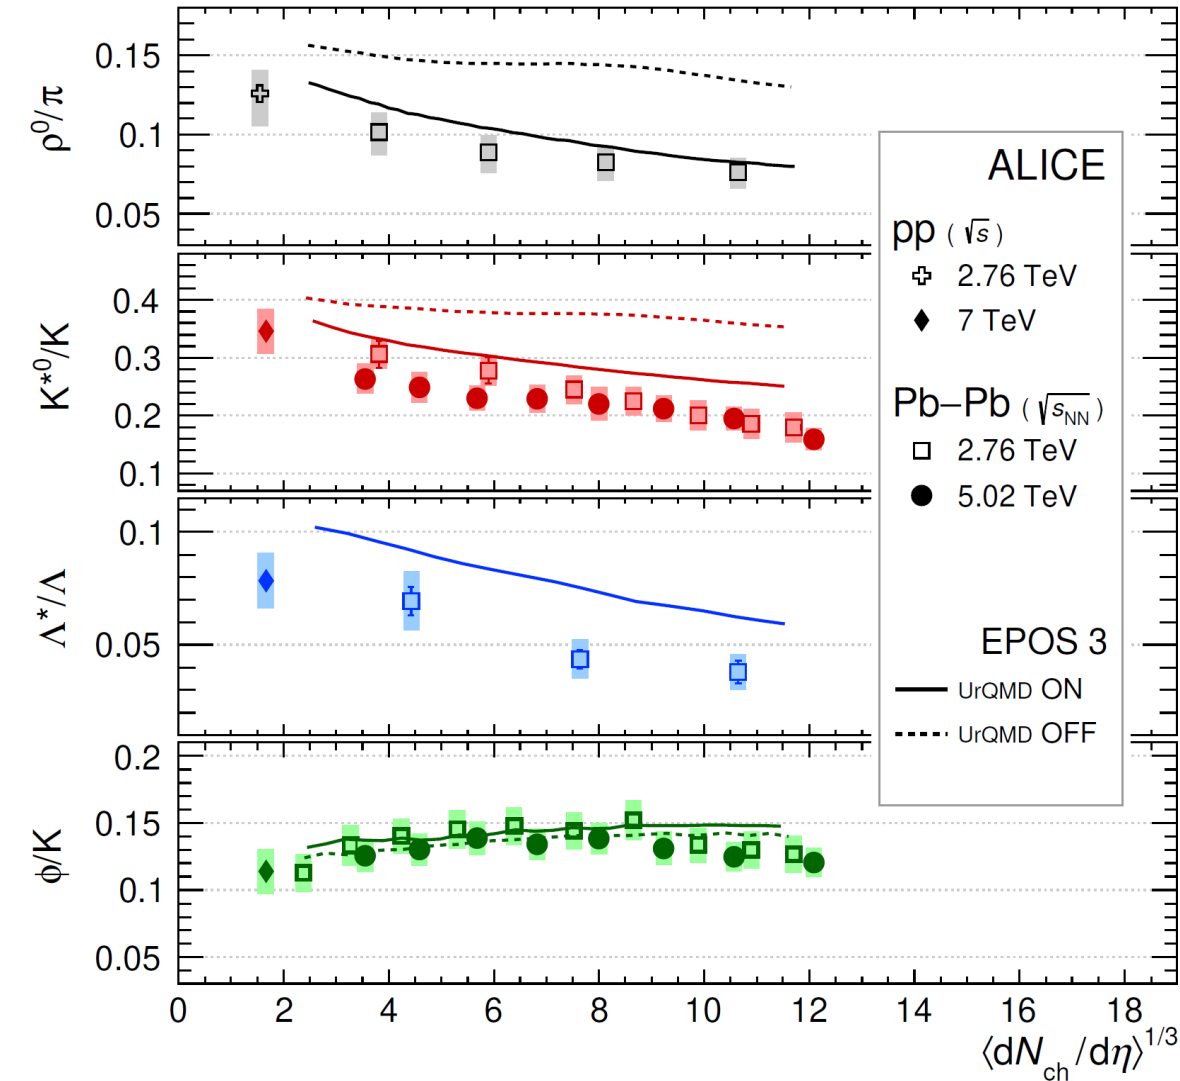 ρ⁰/π
0.15
0.1
0.05
K*⁰/K
0.4
0.3
0.2
0.1
Λ*/Λ
0.1
0.05
ϕ/K
0.2
0.15
0.1
0.05
0 2 4 6 8 10 12 14 16 18
⟨dN_ch/dη⟩^1/3
ALICE
pp (√s)
2.76 TeV
7 TeV
Pb−Pb (√s_NN)
2.76 TeV
5.02 TeV
EPOS 3
UrQMD ON
UrQMD OFF